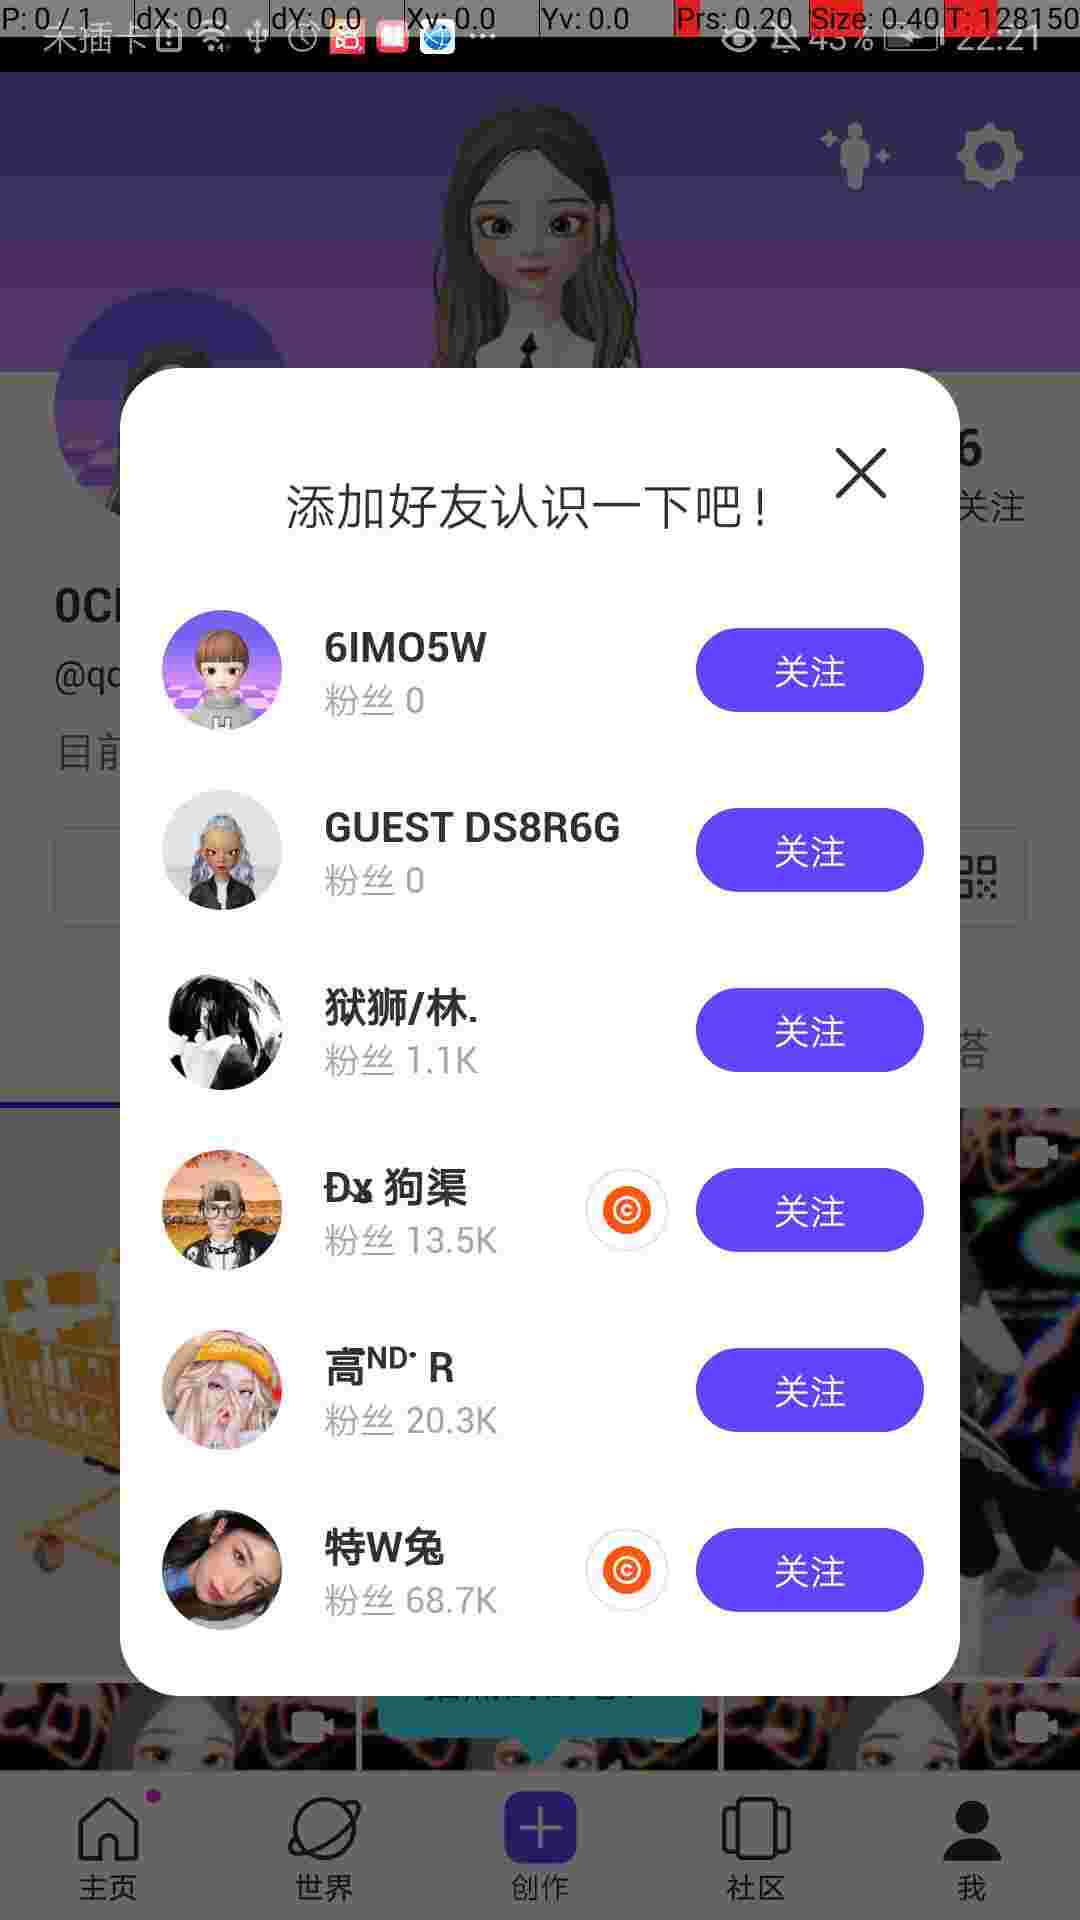 P: 0 / 1 dX: 0.0 dY: 0.0 Xv: 0.0 Yv: 0.0 Prs: 0.20 Size: 0.40 T: 128150
未插卡 43% 22:21
6
添加好友认识一下吧!
关注
@qc
目前
6IMO5W
粉丝 0
关注
GUEST DS8R6G
粉丝 0
关注
狱狮/林.
粉丝 1.1K
关注
答
狗渠
粉丝 13.5K
关注
高ᴺᴰ· R
粉丝 20.3K
关注
特W兔
粉丝 68.7K
关注
主页 世界 创作 社区 我